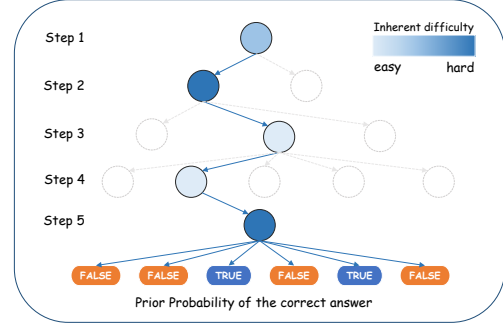 Step 1
Inherent difficulty
easy hard
Step 2
Step 3
Step 4
Step 5
FALSE FALSE TRUE FALSE TRUE FALSE
Prior Probability of the correct answer